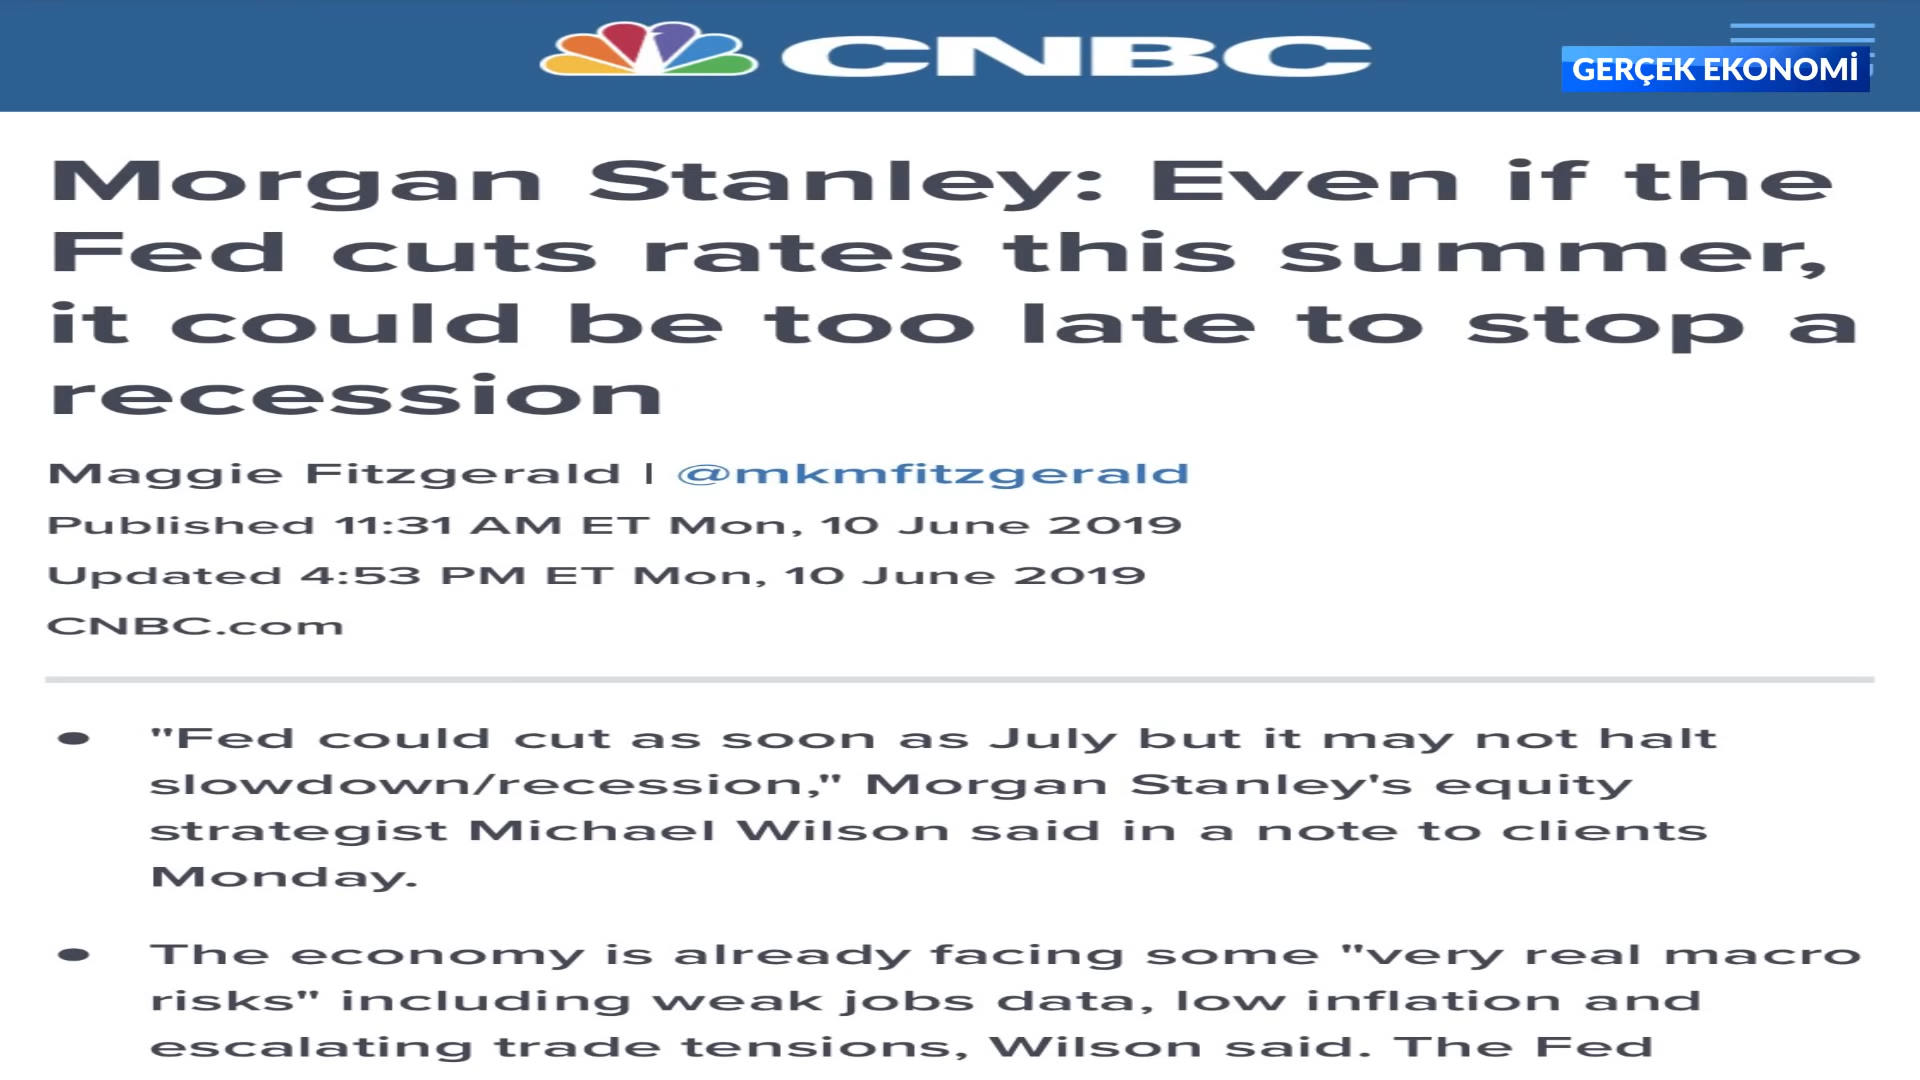 CNBC
GERÇEK EKONOMİ
Morgan Stanley: Even if the
Fed cuts rates this summer,
it could be too late to stop a
recession
Maggie Fitzgerald | @mkmfitzgerald
Published 11:31 AM ET Mon, 10 June 2019
Updated 4:53 PM ET Mon, 10 June 2019
CNBC.com
• "Fed could cut as soon as July but it may not halt
slowdown/recession," Morgan Stanley's equity
strategist Michael Wilson said in a note to clients
Monday.
• The economy is already facing some "very real macro
risks" including weak jobs data, low inflation and
escalating trade tensions, Wilson said. The Fed